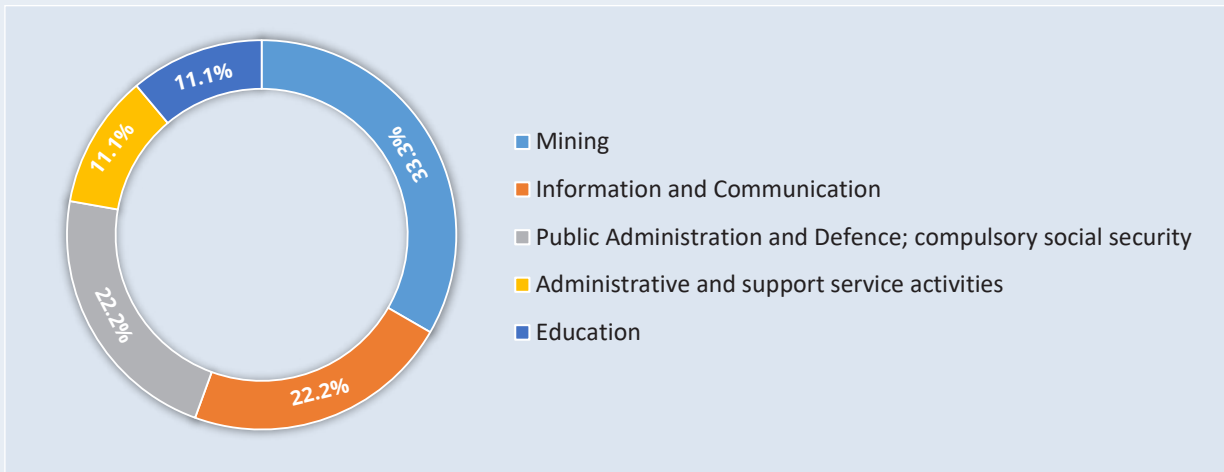 11.1%
33.3%
11.1%
22.2%
22.2%
Mining
Information and Communication
Public Administration and Defence; compulsory social security
Administrative and support service activities
Education